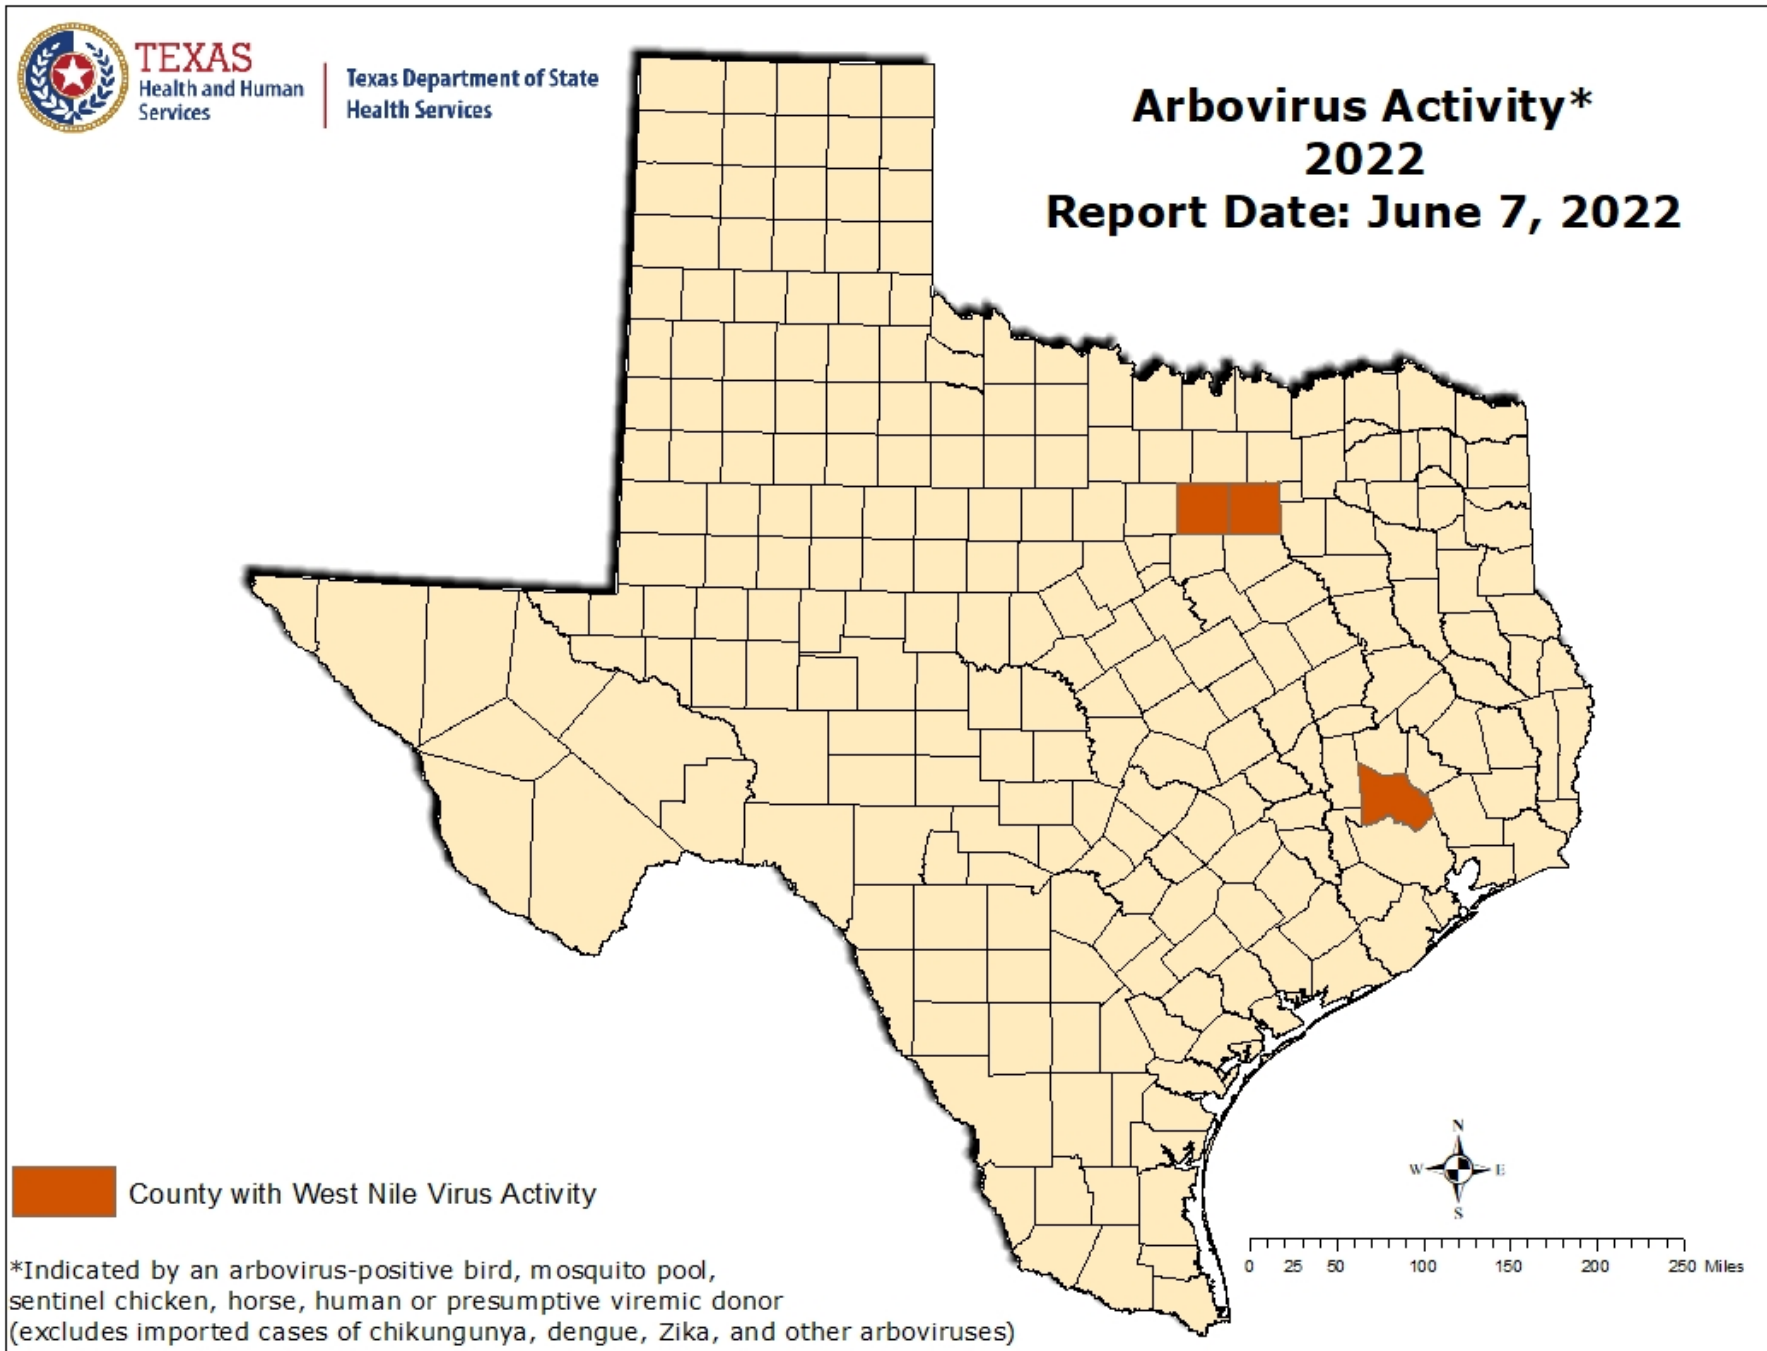 TEXAS
Health and Human
Services
Texas Department of State
Health Services
Arbovirus Activity*
2022
Report Date: June 7, 2022
County with West Nile Virus Activity
*Indicated by an arbovirus-positive bird, mosquito pool,
sentinel chicken, horse, human or presumptive viremic donor
(excludes imported cases of chikungunya, dengue, Zika, and other arboviruses)
N
W E
S
0 25 50 100 150 200 250 Miles